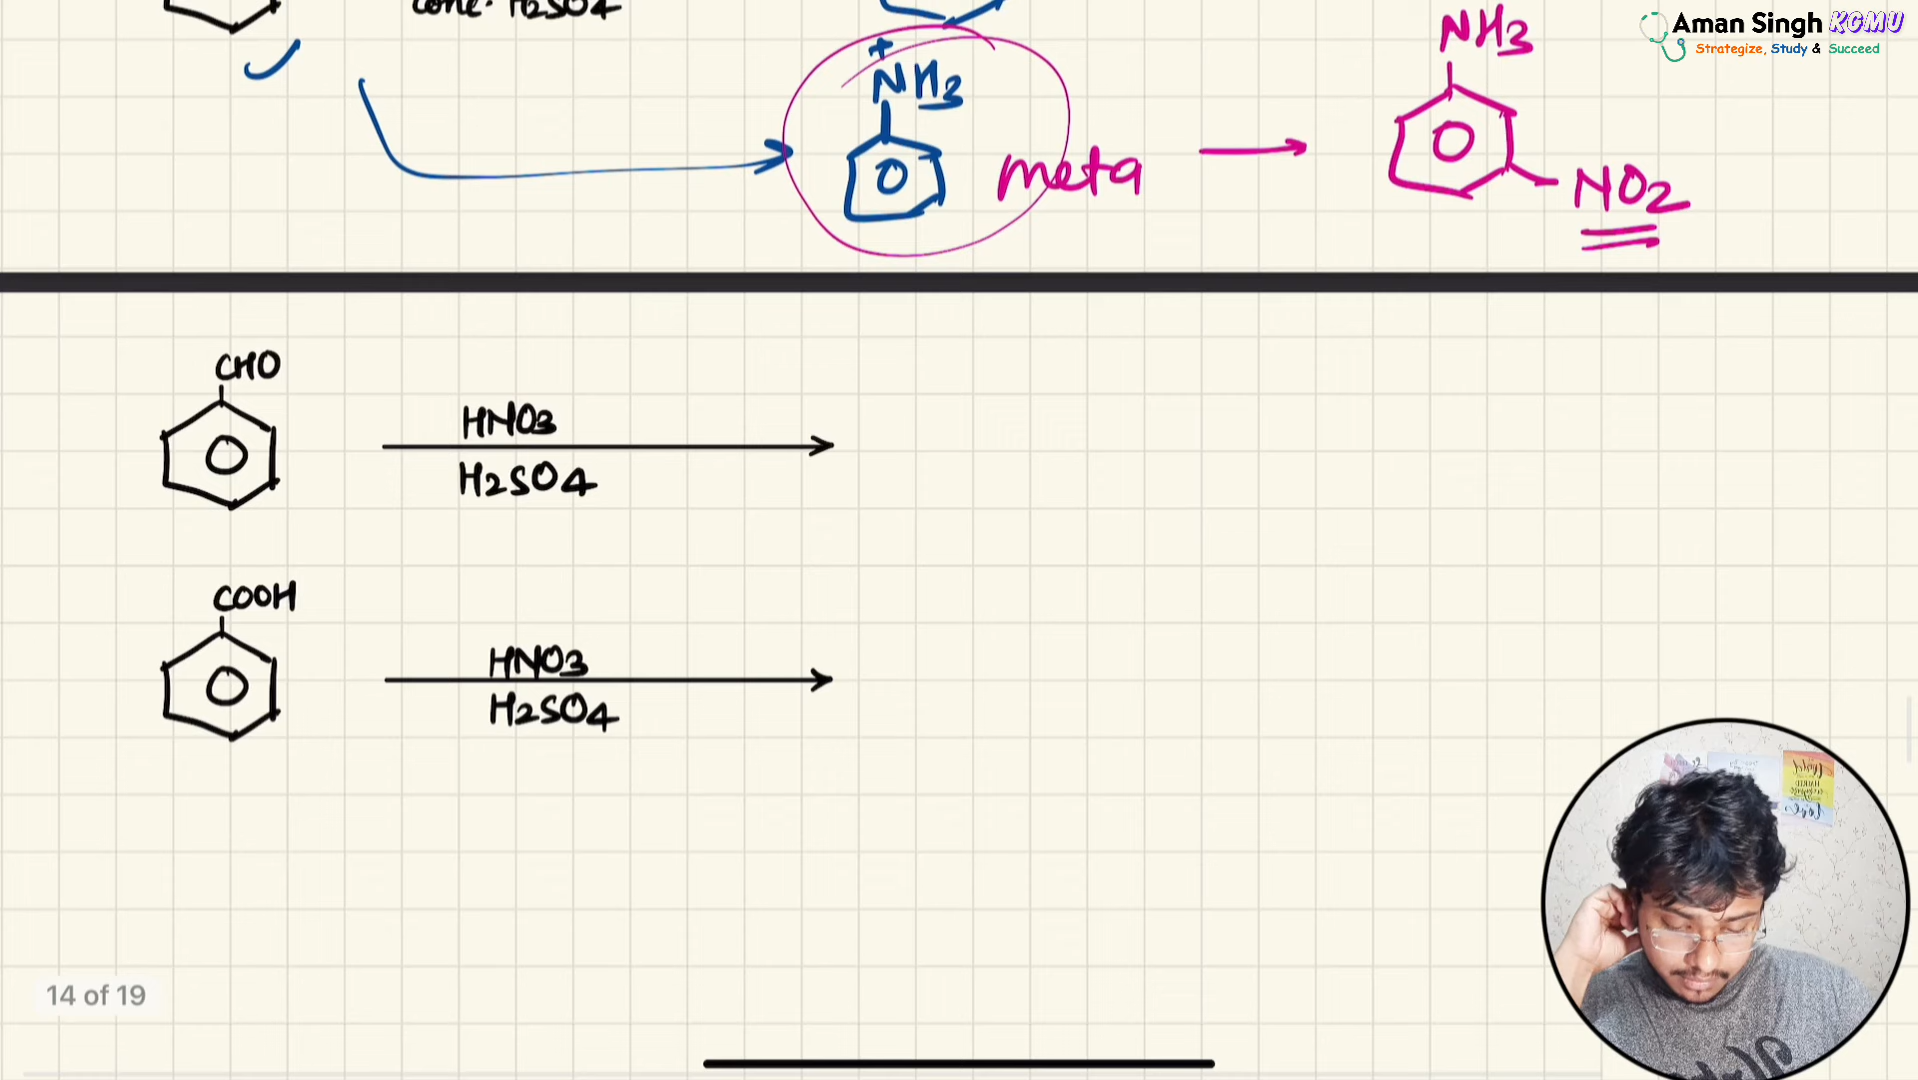 conc. H2SO4
+
NH3
meta
NH3
NO2
Aman Singh KGMU
Strategize, Study & Succeed
CHO
HNO3
H2SO4
COOH
HNO3
H2SO4
14 of 19